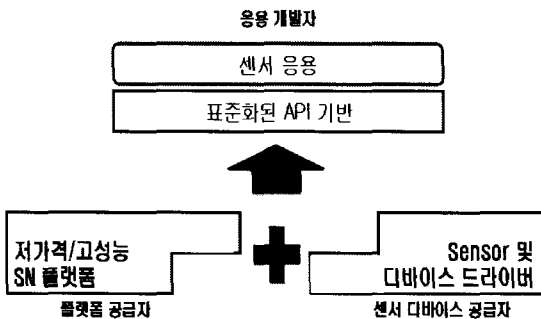 응용 개발자
센서 응용
표준화된 API 기반
저가격/고성능
SN 플랫폼
Sensor 및
디바이스 드라이버
플랫폼 공급자
센서 디바이스 공급자